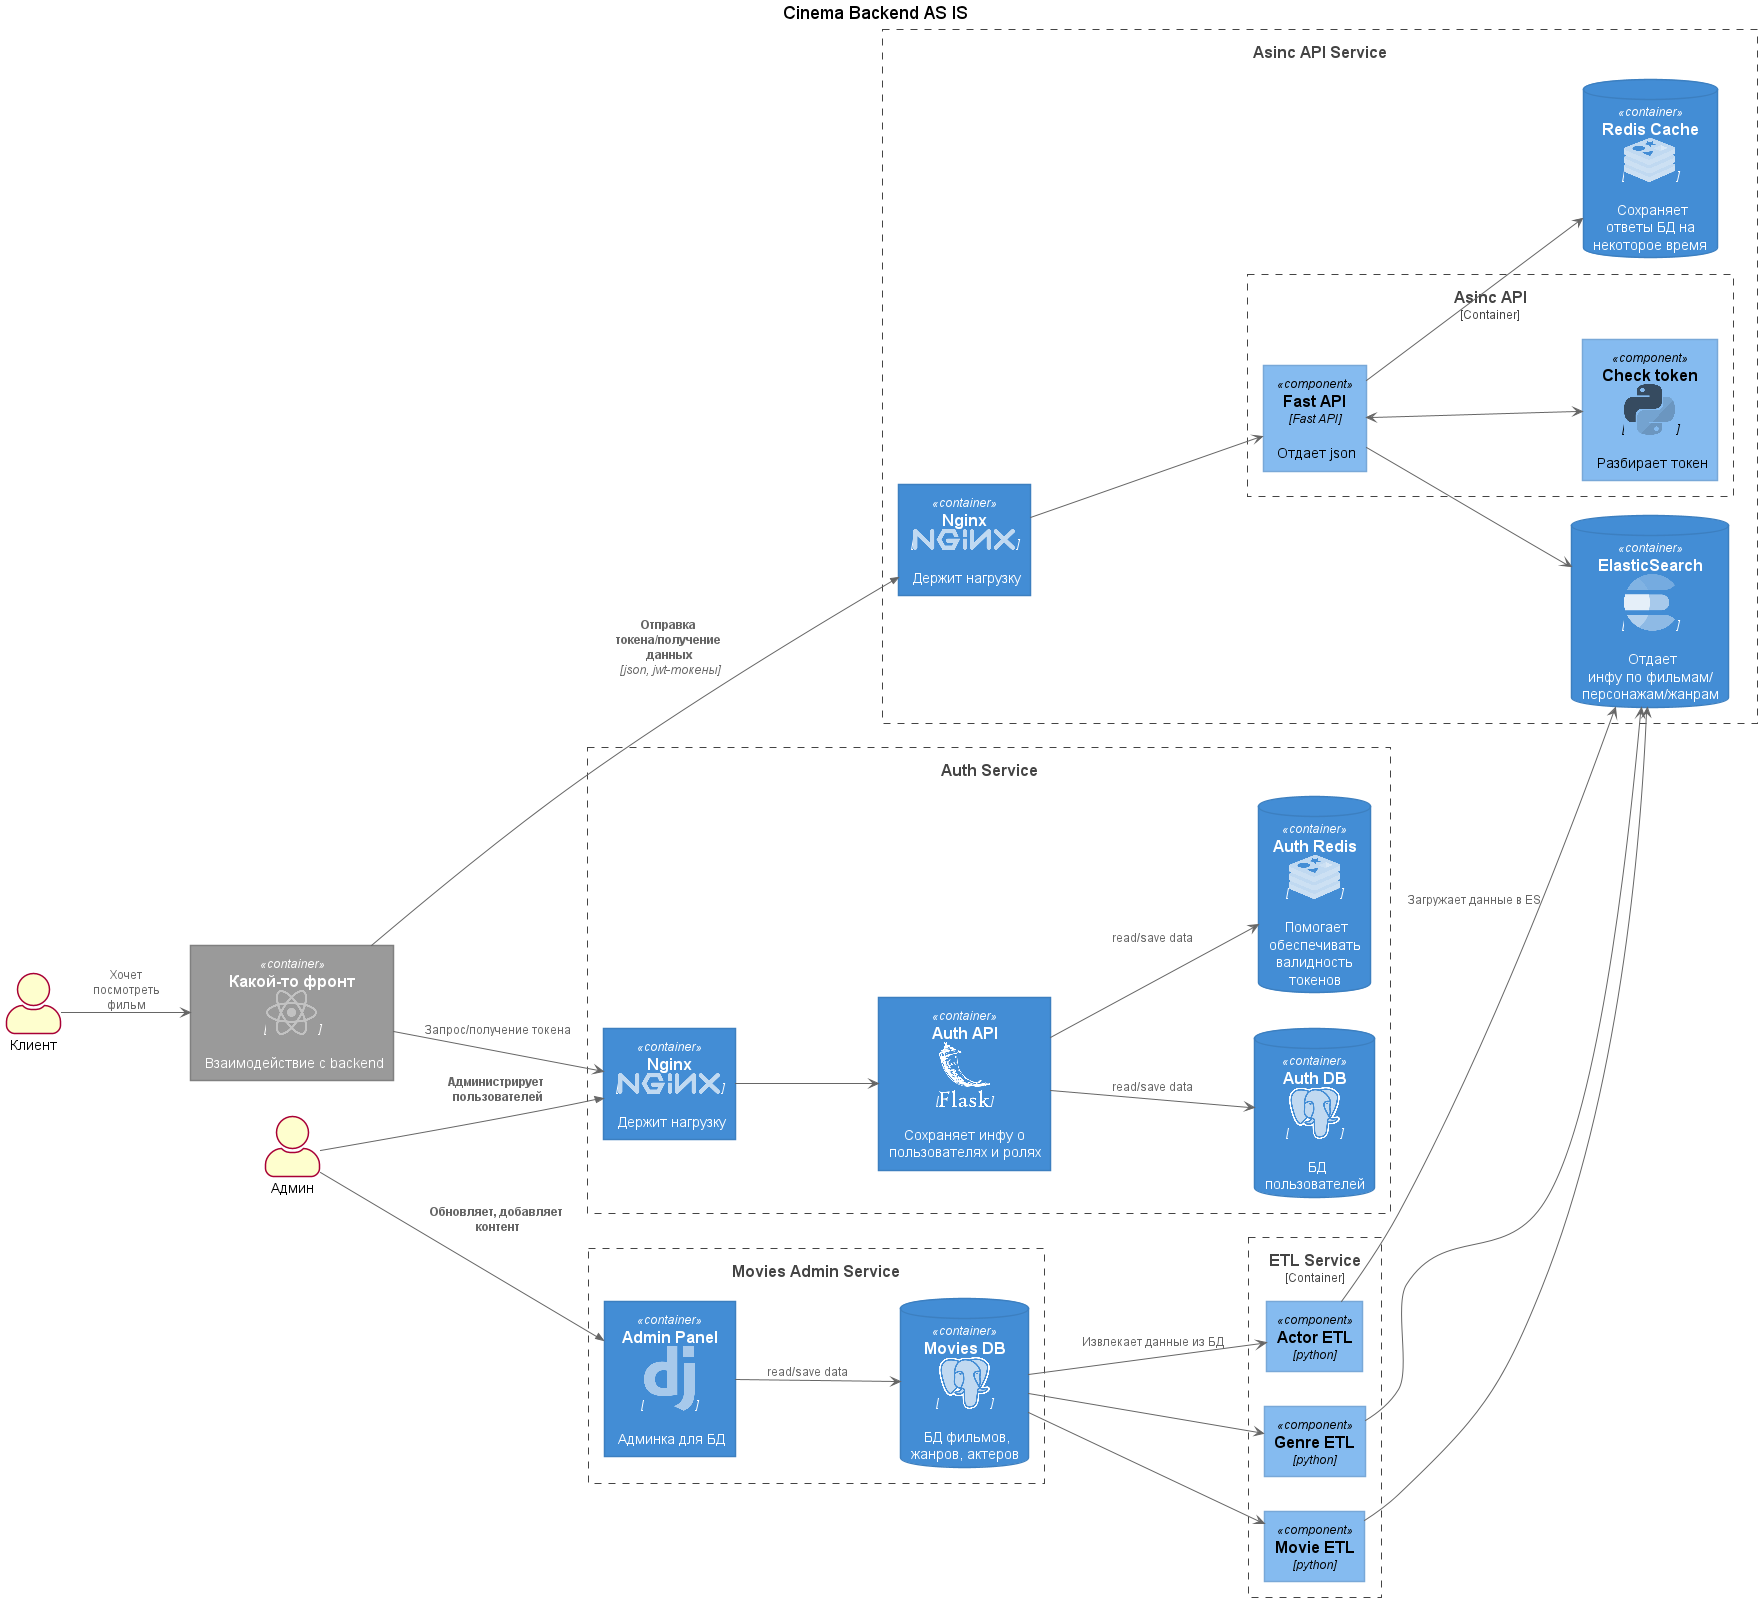 Cinema Backend AS IS
Asinc API Service
«container»
Redis Cache
[ ]
Сохраняет
ответы БД на
некоторое время
Asinc API
[Container]
«component»
Fast API
[Fast API]
Отдает json
«component»
Check token
[ ]
Разбирает токен
«container»
Nginx
[NGINX]
Держит нагрузку
«container»
ElasticSearch
[ ]
Отдает
инфу по фильмам/
персонажам/жанрам
Отправка
токена/получение
данных
[json, jwt-токены]
Auth Service
«container»
Auth Redis
[ ]
Помогает
обеспечивать
валидность
токенов
Загружает данные в ES
read/save data
Клиент
Хочет
посмотреть
фильм
«container»
Какой-то фронт
[ ]
Взаимодействие с backend
Запрос/получение токена
Администрирует
пользователей
«container»
Nginx
[NGINX]
Держит нагрузку
«container»
Auth API
[Flask]
Сохраняет инфу о
пользователях и ролях
read/save data
«container»
Auth DB
[ ]
БД
пользователей
Админ
Обновляет, добавляет
контент
Movies Admin Service
«container»
Admin Panel
[dj]
Админка для БД
read/save data
«container»
Movies DB
[ ]
БД фильмов,
жанров, актеров
Извлекает данные из БД
ETL Service
[Container]
«component»
Actor ETL
[python]
«component»
Genre ETL
[python]
«component»
Movie ETL
[python]